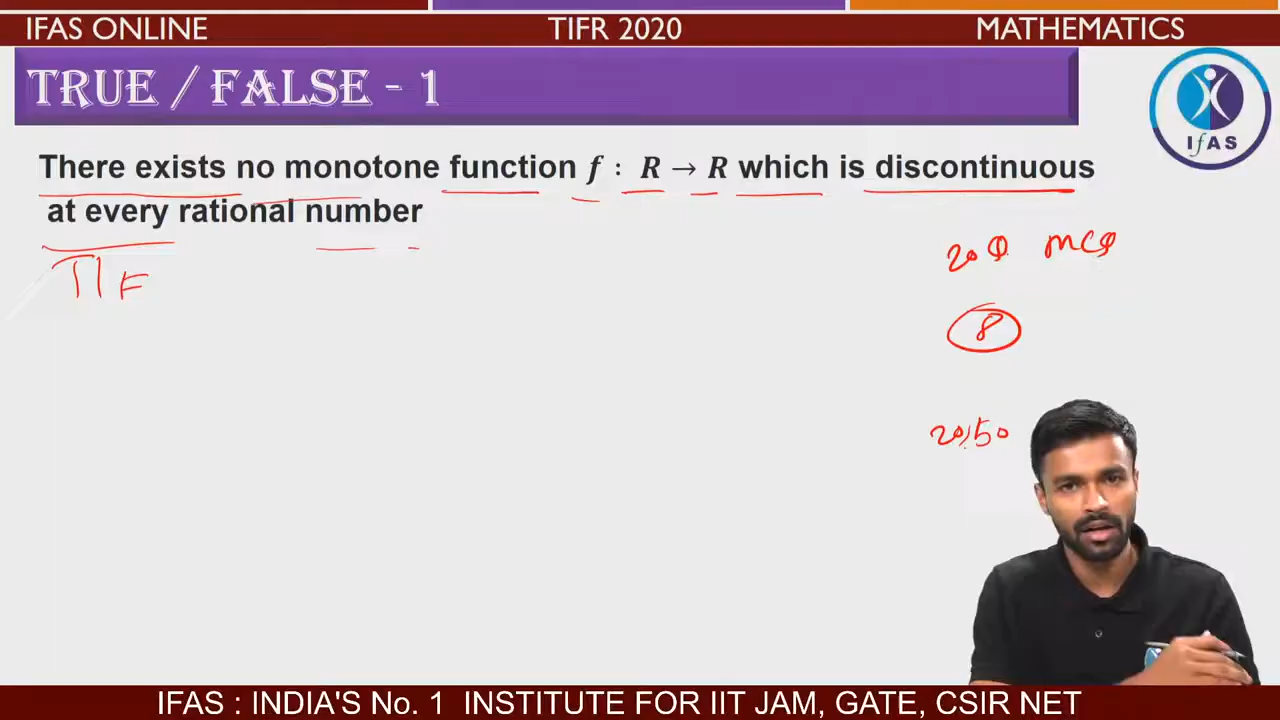 IFAS ONLINE TIFR 2020 MATHEMATICS
TRUE / FALSE - 1
IfAS
There exists no monotone function f : R → R which is discontinuous
at every rational number
T/F
20 Q MCQ
8
20/50
IFAS : INDIA'S No. 1 INSTITUTE FOR IIT JAM, GATE, CSIR NET